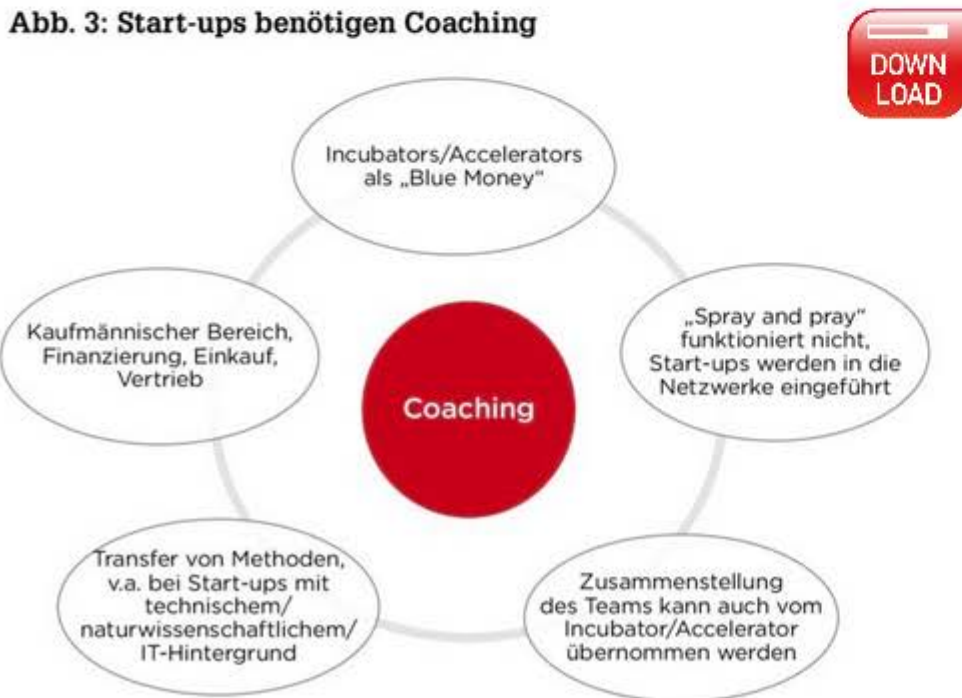 Abb. 3: Start-ups benötigen Coaching
DOWN
LOAD
Incubators/Accelerators
als „Blue Money“
„Spray and pray“
funktioniert nicht,
Start-ups werden in die
Netzwerke eingeführt
Kaufmännischer Bereich,
Finanzierung, Einkauf,
Vertrieb
Coaching
Transfer von Methoden,
v.a. bei Start-ups mit
technischem/
naturwissenschaftlichem/
IT-Hintergrund
Zusammenstellung
des Teams kann auch vom
Incubator/Accelerator
übernommen werden